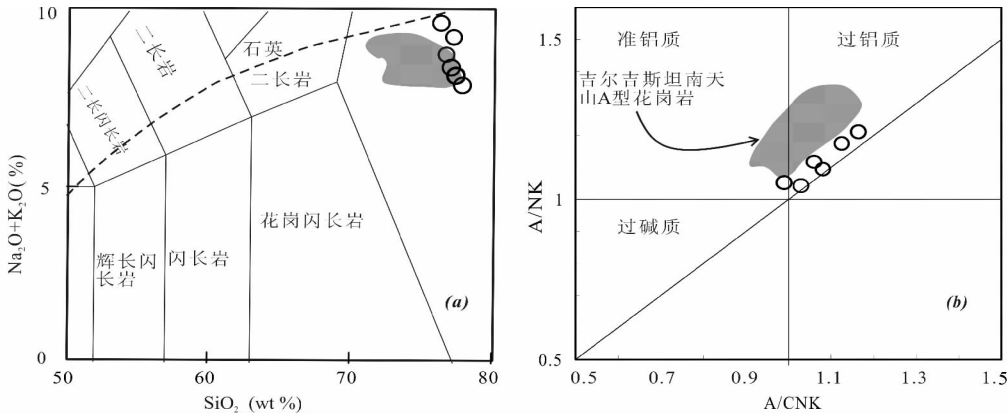 10
5
0
Na₂O+K₂O(%)
二长岩
二长闪长岩
石英
二长岩
辉长闪
长岩
闪长岩
花岗闪长岩
(a)
50
60
70
80
SiO₂ (wt %)
1.5
1
0.5
A/NK
准铝质
过铝质
吉尔吉斯坦南天
山A型花岗岩
过碱质
(b)
0.5
0.7
0.9
1.1
1.3
1.5
A/CNK